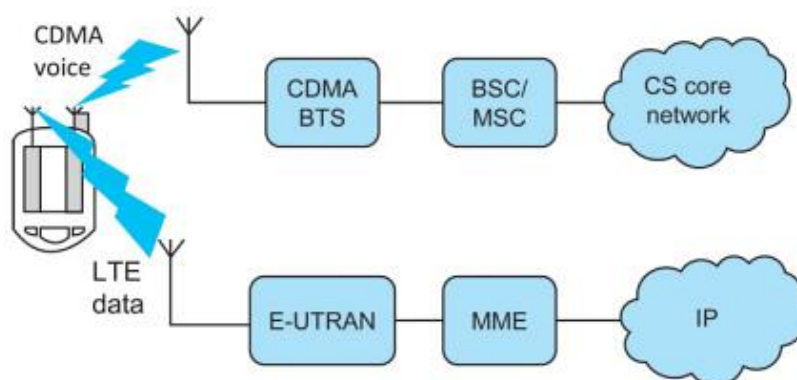 CDMA
voice
CDMA
BTS
BSC/
MSC
CS core
network
LTE
data
E-UTRAN
MME
IP